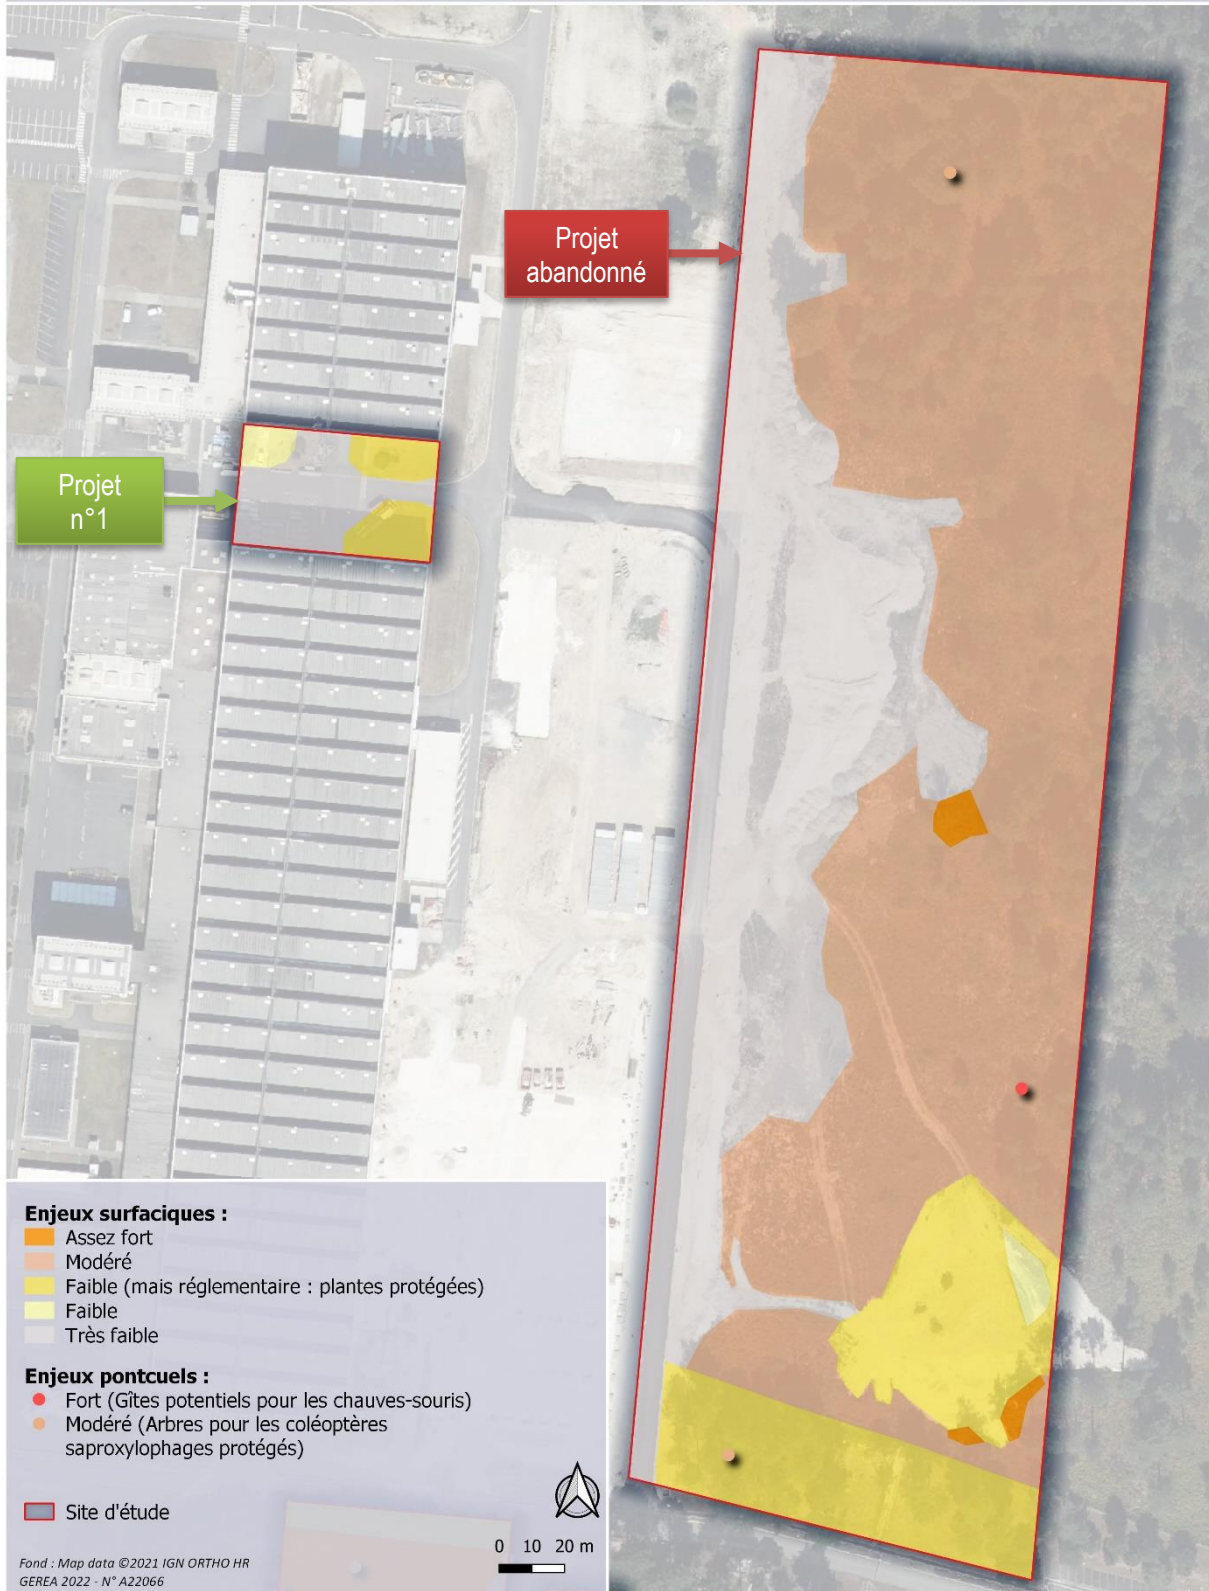 Projet
abandonné
Projet
n°1
Enjeux surfaciques :
Assez fort
Modéré
Faible (mais réglementaire : plantes protégées)
Faible
Très faible
Enjeux pontcuels :
Fort (Gîtes potentiels pour les chauves-souris)
Modéré (Arbres pour les coléoptères
saproxylophages protégés)
Site d'étude
0 10 20 m
Fond : Map data ©2021 IGN ORTHO HR
GEREA 2022 - N° A22066